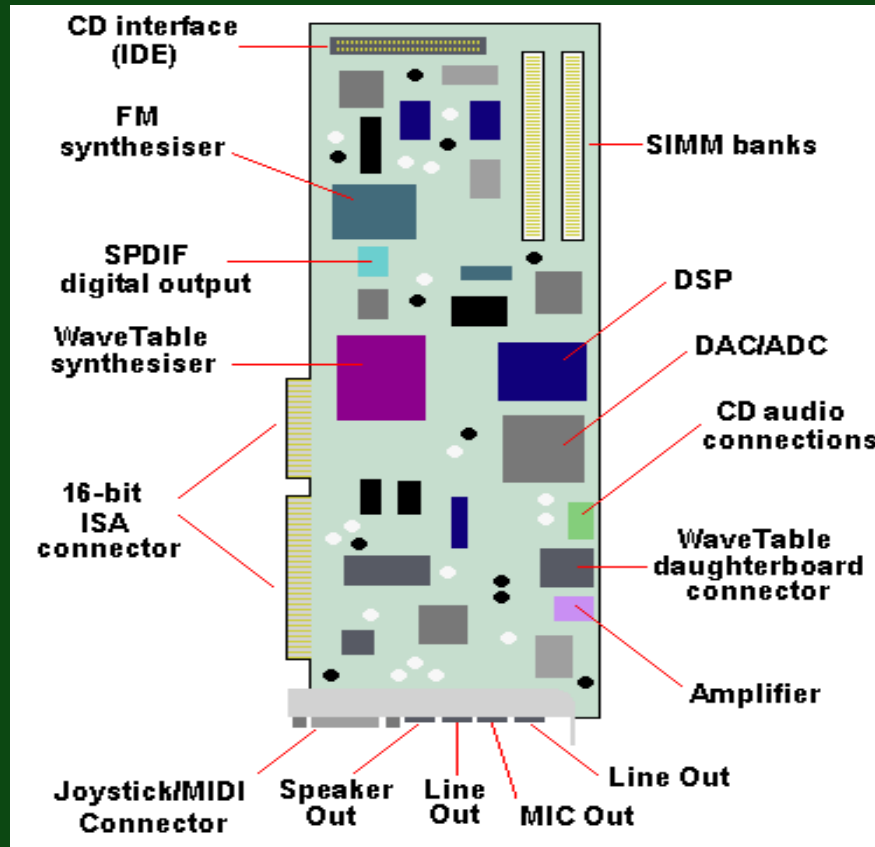 CD interface
(IDE)
FM
synthesiser
SPDIF
digital output
WaveTable
synthesiser
16-bit
ISA
connector
SIMM banks
DSP
DAC/ADC
CD audio
connections
WaveTable
daughterboard
connector
Amplifier
Joystick/MIDI
Connector
Speaker
Out
Line
Out
MIC Out
Line Out